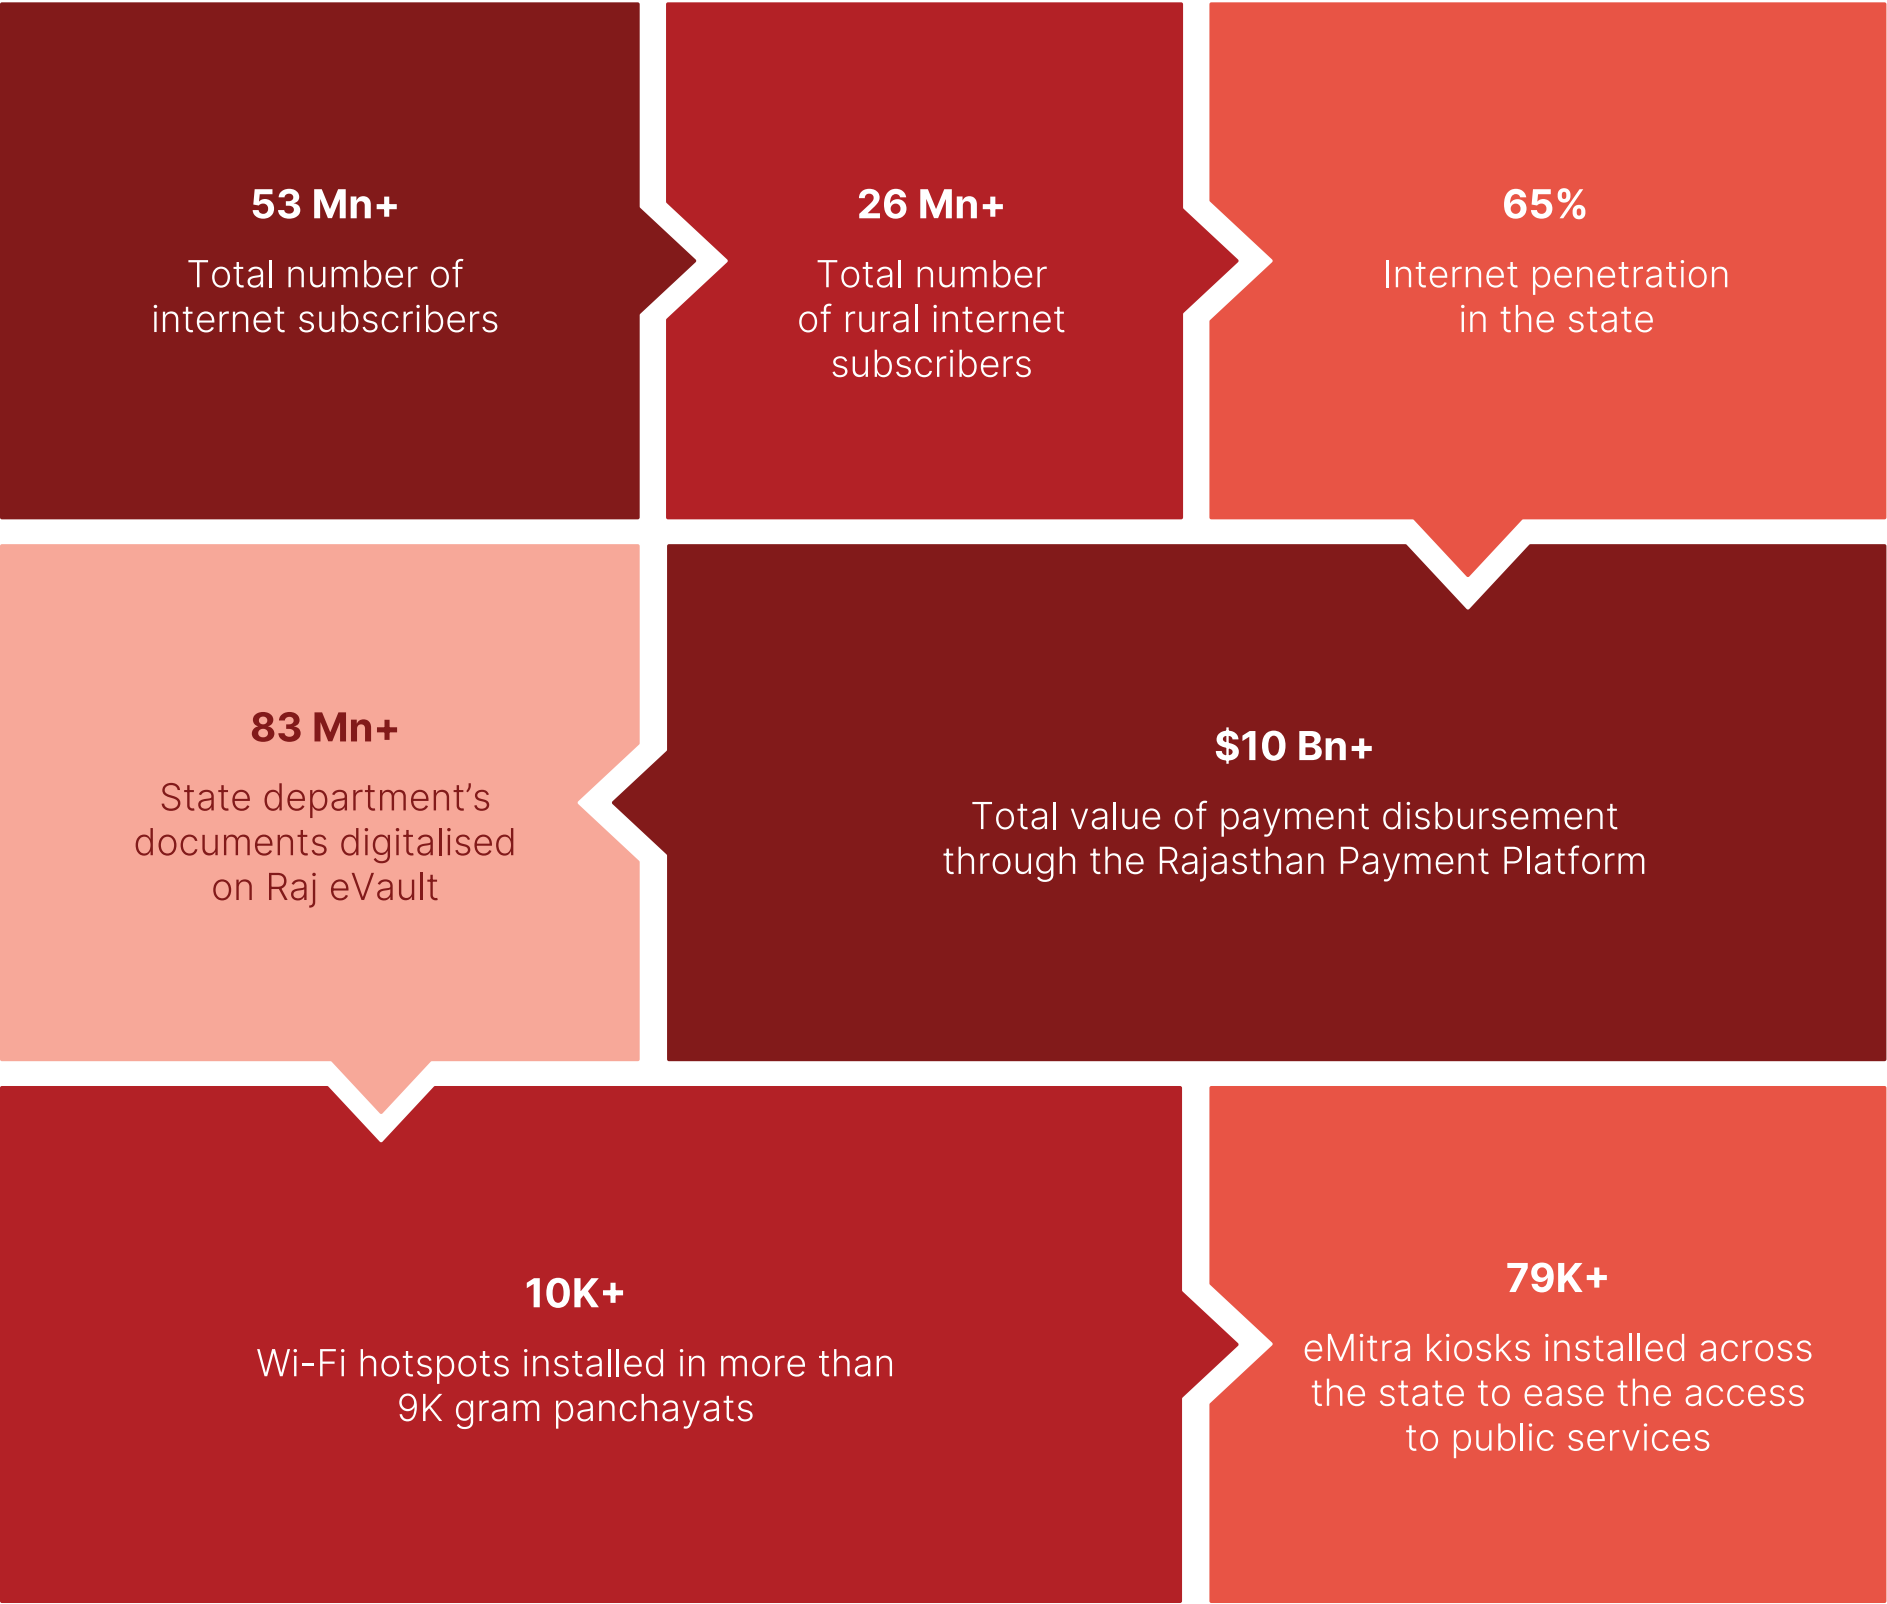 53 Mn+
Total number of
internet subscribers
26 Mn+
Total number
of rural internet
subscribers
65%
Internet penetration
in the state
$10 Bn+
Total value of payment disbursement
through the Rajasthan Payment Platform
83 Mn+
State department’s
documents digitalised
on Raj eVault
10K+
Wi-Fi hotspots installed in more than
9K gram panchayats
79K+
eMitra kiosks installed across
the state to ease the access
to public services